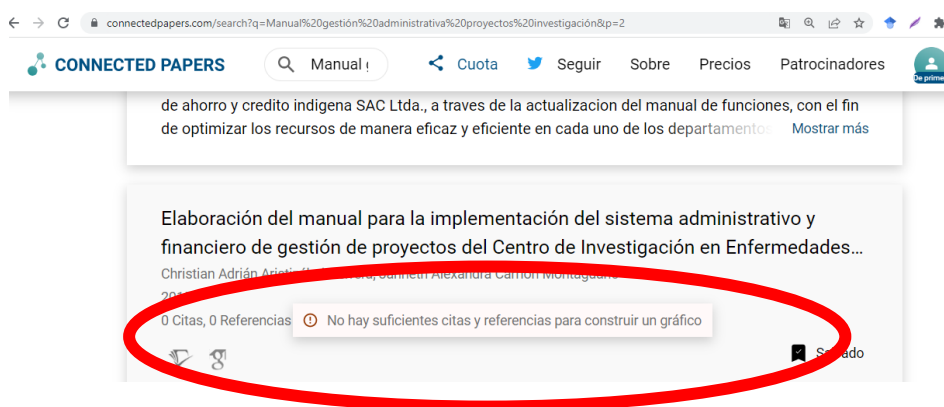 connectedpapers.com/search?q=Manual%20gestión%20administrativa%20proyectos%20investigación&p=2
CONNECTED PAPERS Manual Cuota Seguir Sobre Precios Patrocinadores
De prime
de ahorro y credito indigena SAC Ltda., a traves de la actualizacion del manual de funciones, con el fin
de optimizar los recursos de manera eficaz y eficiente en cada uno de los departamento Mostrar más
Elaboración del manual para la implementación del sistema administrativo y
financiero de gestión de proyectos del Centro de Investigación en Enfermedades...
Christian Adrián
0 Citas, 0 Referencias No hay suficientes citas y referencias para construir un gráfico